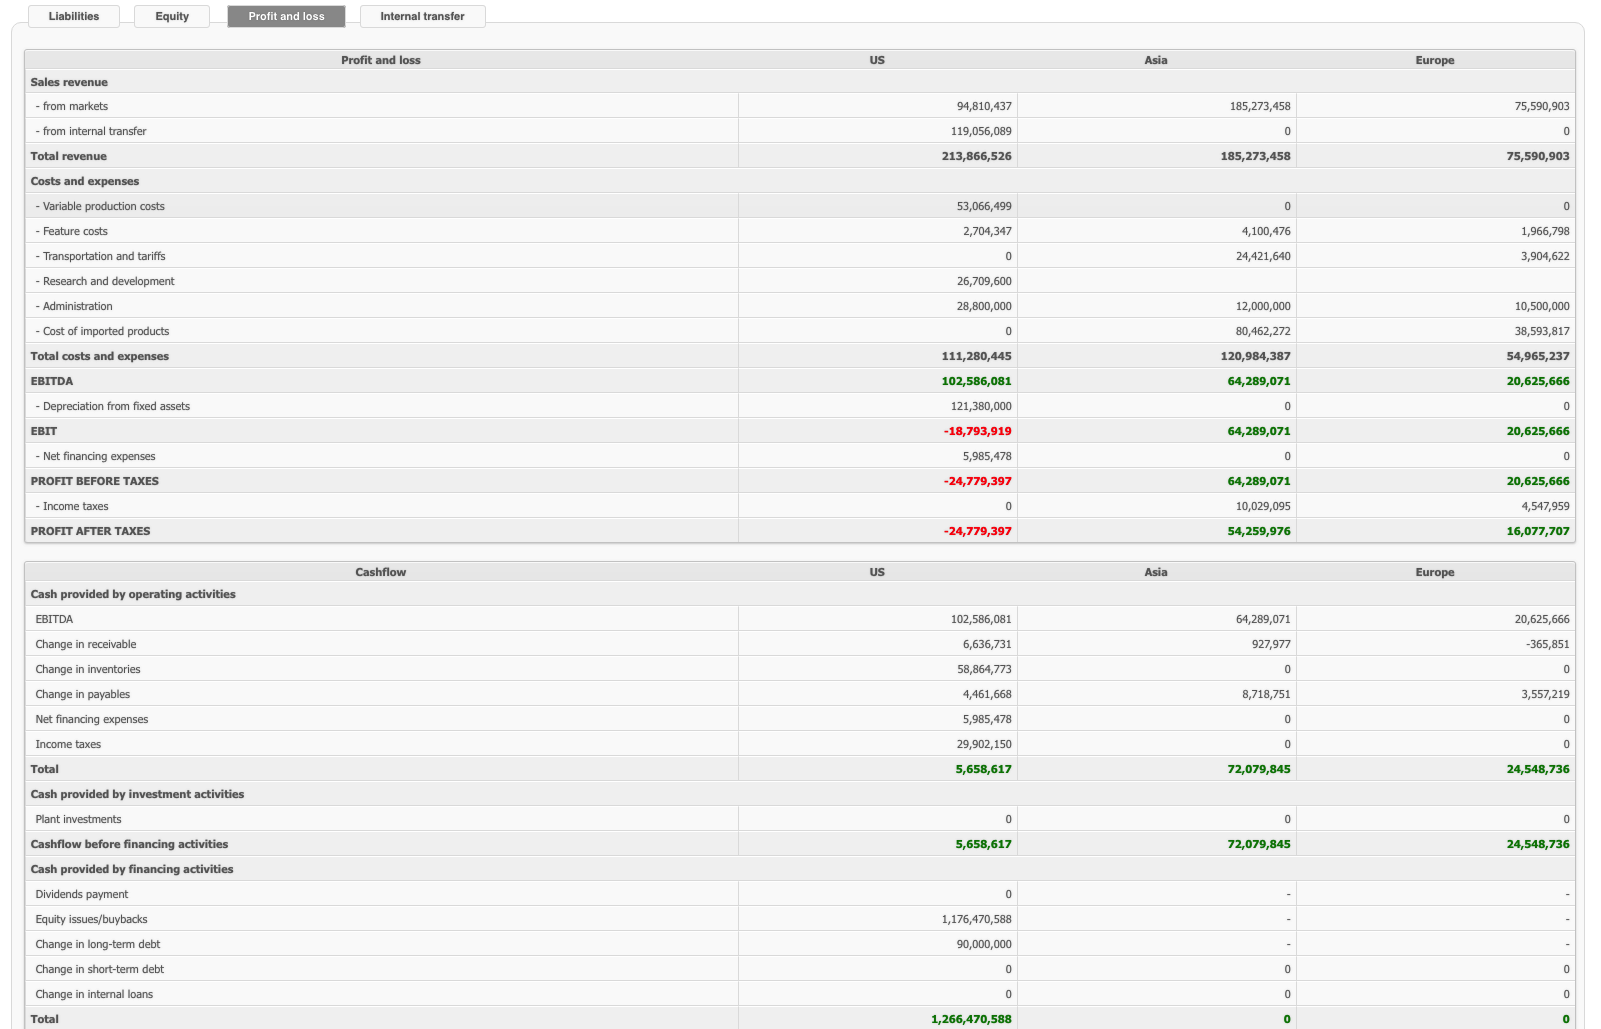 Liabilities Equity Profit and loss Internal transfer
Profit and loss US Asia Europe
Sales revenue
- from markets 94,810,437 185,273,458 75,590,903
- from internal transfer 119,056,089 0 0
Total revenue 213,866,526 185,273,458 75,590,903
Costs and expenses
- Variable production costs 53,066,499 0 0
- Feature costs 2,704,347 4,100,476 1,966,798
- Transportation and tariffs 0 24,421,640 3,904,622
- Research and development 26,709,600
- Administration 28,800,000 12,000,000 10,500,000
- Cost of imported products 0 80,462,272 38,593,817
Total costs and expenses 111,280,445 120,984,387 54,965,237
EBITDA 102,586,081 64,289,071 20,625,666
- Depreciation from fixed assets 121,380,000 0 0
EBIT -18,793,919 64,289,071 20,625,666
- Net financing expenses 5,985,478 0 0
PROFIT BEFORE TAXES -24,779,397 64,289,071 20,625,666
- Income taxes 0 10,029,095 4,547,959
PROFIT AFTER TAXES -24,779,397 54,259,976 16,077,707
Cashflow US Asia Europe
Cash provided by operating activities
EBITDA 102,586,081 64,289,071 20,625,666
Change in receivable 6,636,731 927,977 -365,851
Change in inventories 58,864,773 0 0
Change in payables 4,461,668 8,718,751 3,557,219
Net financing expenses 5,985,478 0 0
Income taxes 29,902,150 0 0
Total 5,658,617 72,079,845 24,548,736
Cash provided by investment activities
Plant investments 0 0 0
Cashflow before financing activities 5,658,617 72,079,845 24,548,736
Cash provided by financing activities
Dividends payment 0 - -
Equity issues/buybacks 1,176,470,588 - -
Change in long-term debt 90,000,000 - -
Change in short-term debt 0 0 0
Change in internal loans 0 0 0
Total 1,266,470,588 0 0